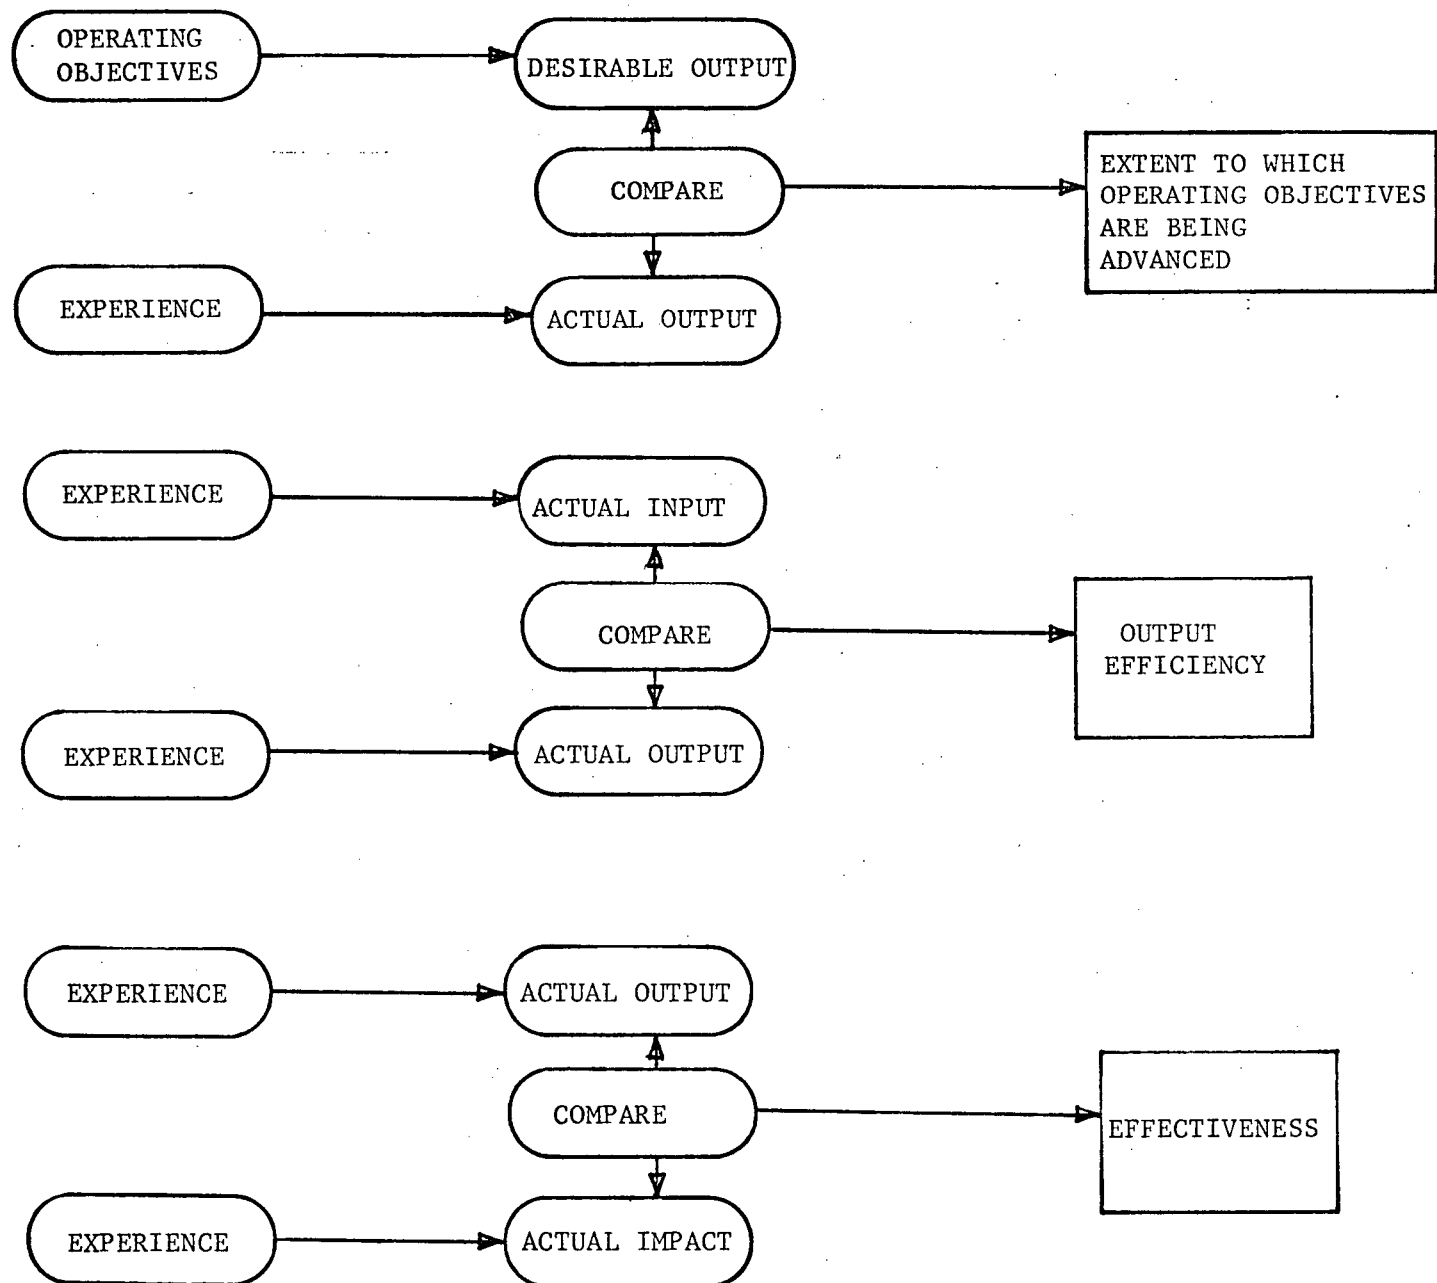 OPERATING
OBJECTIVES
DESIRABLE OUTPUT
COMPARE
EXTENT TO WHICH
OPERATING OBJECTIVES
ARE BEING
ADVANCED
EXPERIENCE
ACTUAL OUTPUT
EXPERIENCE
ACTUAL INPUT
COMPARE
OUTPUT
EFFICIENCY
EXPERIENCE
ACTUAL OUTPUT
EXPERIENCE
ACTUAL OUTPUT
COMPARE
EFFECTIVENESS
EXPERIENCE
ACTUAL IMPACT